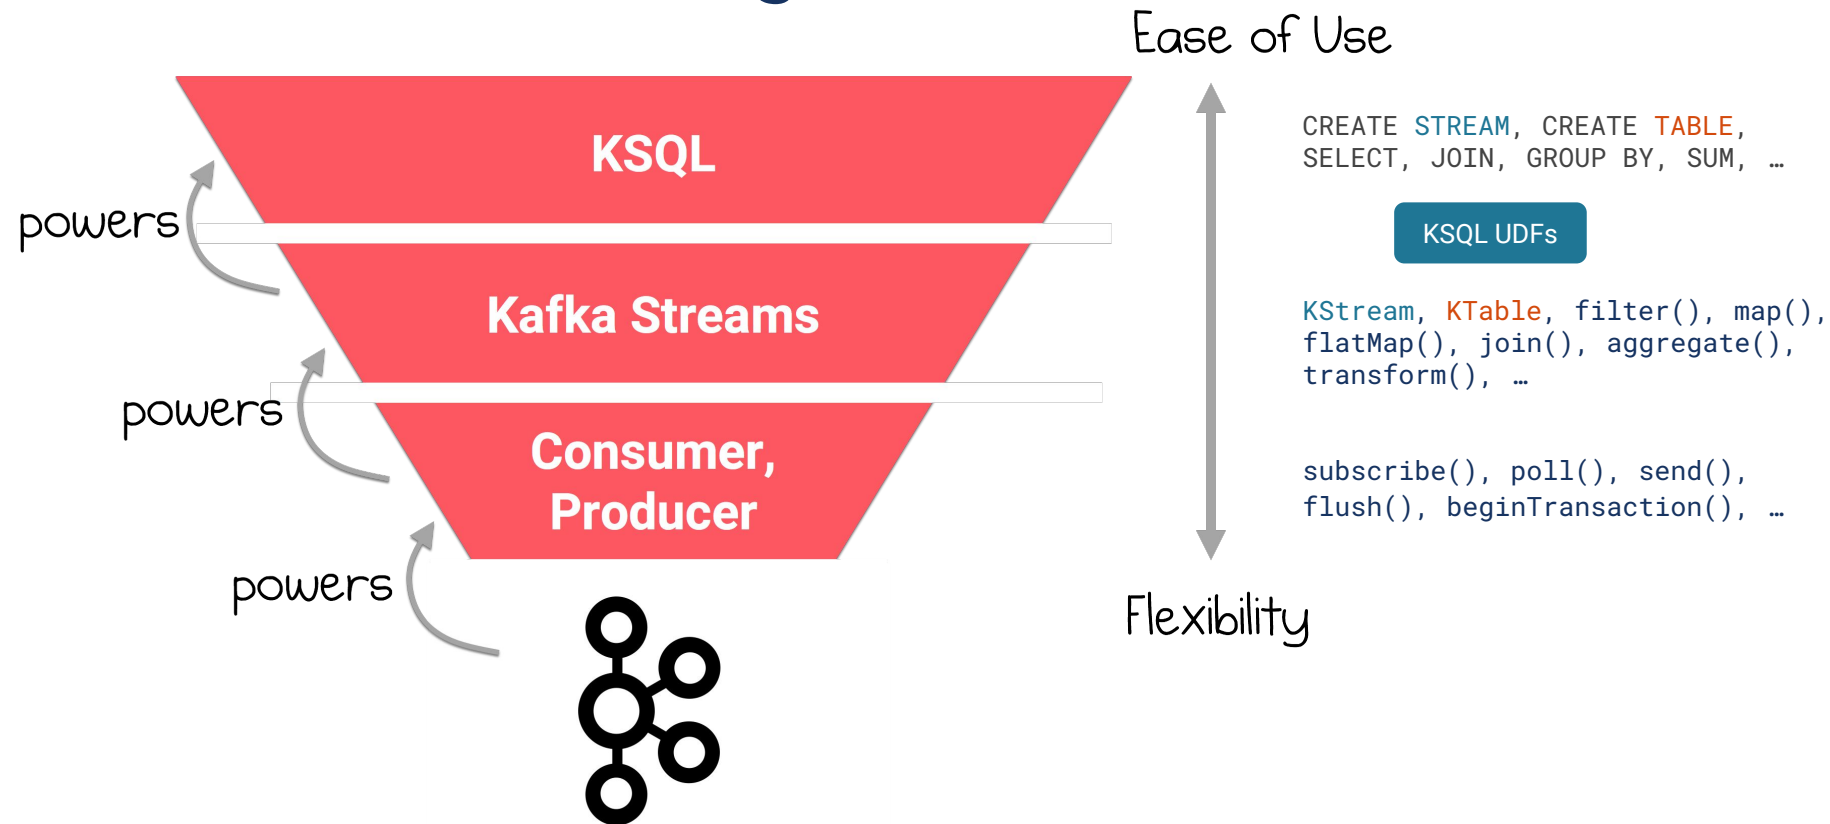 Ease of Use
KSQL
CREATE STREAM, CREATE TABLE,
SELECT, JOIN, GROUP BY, SUM, …
powers
KSQL UDFs
Kafka Streams
KStream, KTable, filter(), map(),
flatMap(), join(), aggregate(),
transform(), …
powers
Consumer,
Producer
subscribe(), poll(), send(),
flush(), beginTransaction(), …
powers
Flexibility